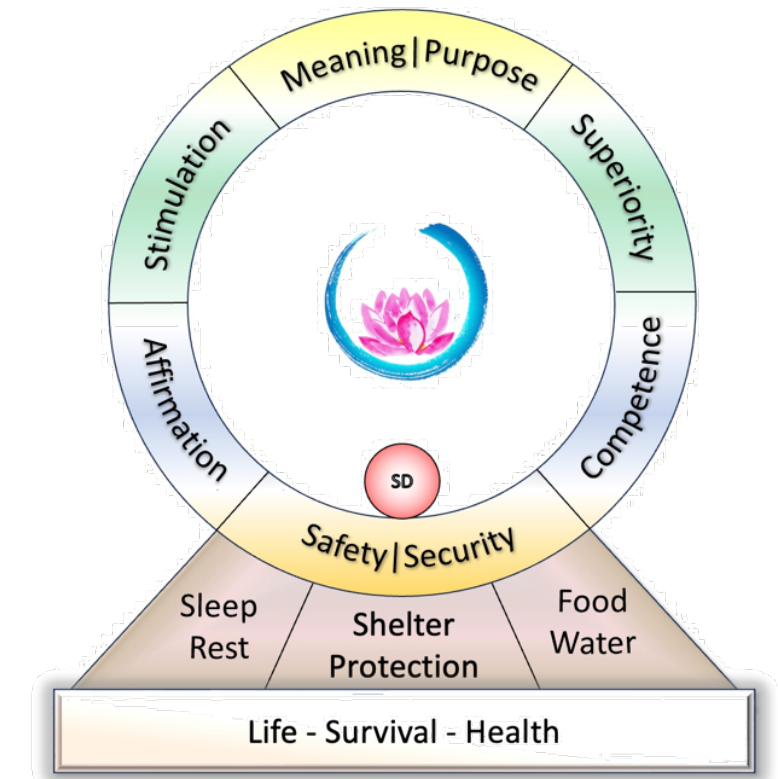 Meaning|Purpose
Stimulation
Superiority
Affirmation
Competence
SD
Safety|Security
Sleep
Rest
Shelter
Protection
Food
Water
Life - Survival - Health